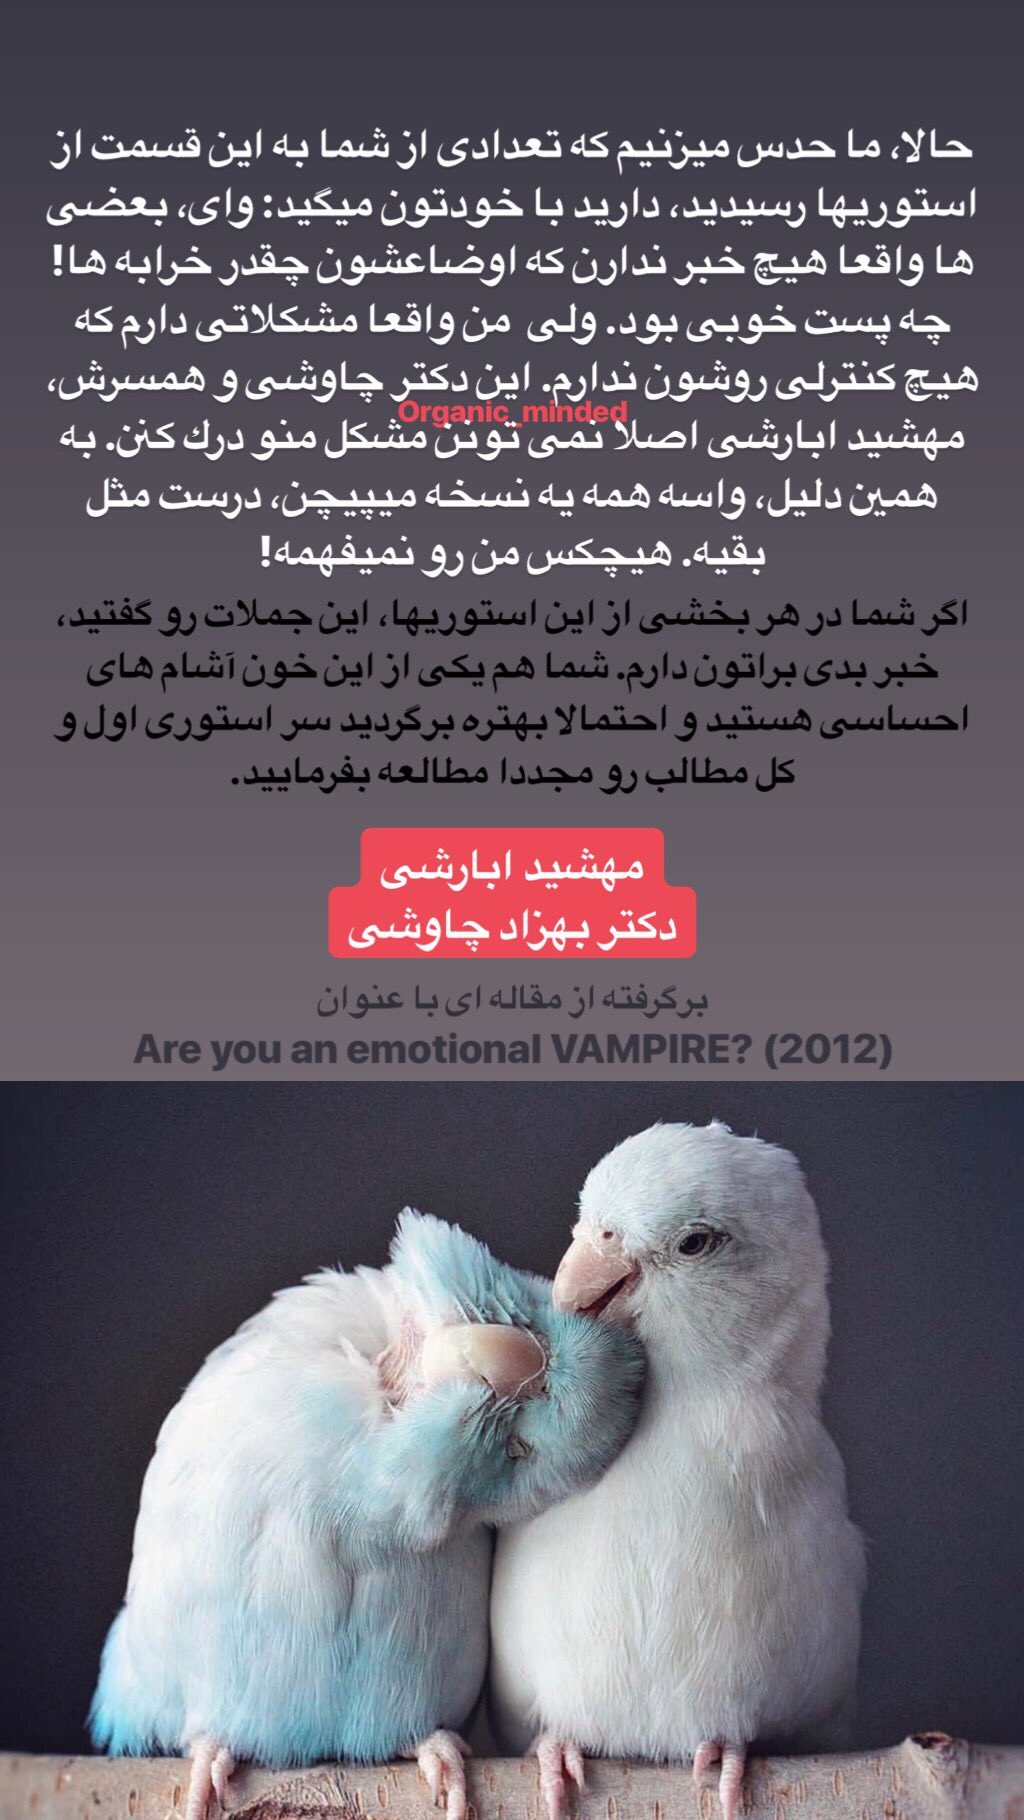 حالا، ما حدس میزنیم که تعدادی از شما به این قسمت از
استوریها رسیدید، دارید با خودتون میگید: وای، بعضی
ها واقعا هیچ خبر ندارن که اوضاعشون چقدر خرابه ها!
چه پست خوبی بود. ولی من واقعا مشکلاتی دارم که
هیچ کنترلی روشون ندارم. این دکتر چاوشی و همسرش،
Organic_minded
مهشید ابارشی اصلا نمی تونن مشکل منو درك کنن. به
همین دلیل، واسه همه یه نسخه میپیچن، درست مثل
بقیه. هیچکس من رو نمیفهمه!
اگر شما در هر بخشی از این استوریها، این جملات رو گفتید،
خبر بدی براتون دارم. شما هم یکی از این خون آشام های
احساسی هستید و احتمالا بهتره برگردید سر استوری اول و
کل مطالب رو مجددا مطالعه بفرمایید.
مهشید ابارشی
دکتر بهزاد چاوشی
برگرفته از مقاله ای با عنوان
Are you an emotional VAMPIRE? (2012)